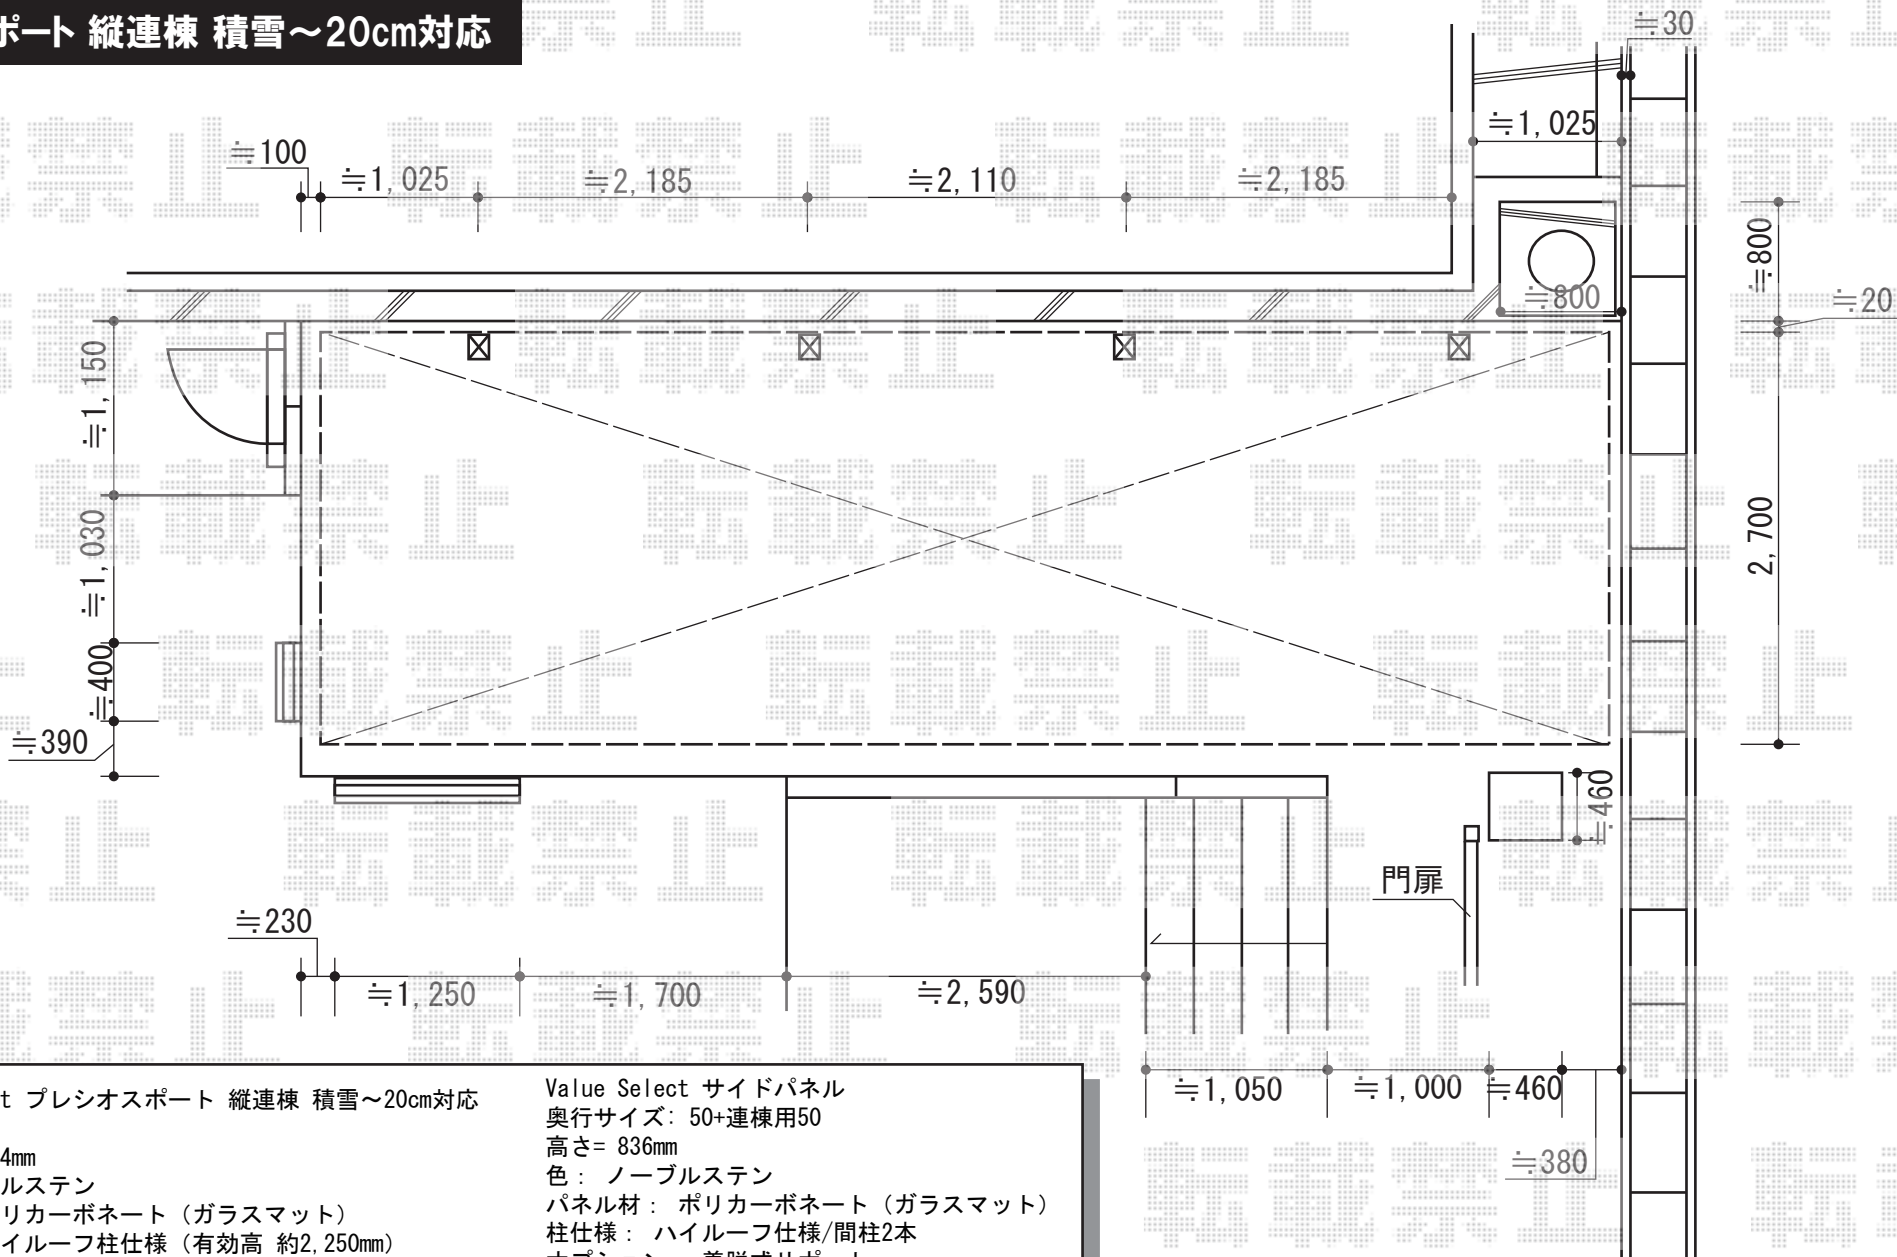 ポート 縦連棟 積雪～20cm対応
≒30
≒1,025
≒100
≒1,025
≒2,185
≒2,110
≒2,185
≒800
≒800
≒20
≒1,150
≒1,030
≒400
≒390
2,700
≒460
門扉
≒230
≒1,250
≒1,700
≒2,590
≒1,050
≒1,000
≒460
≒380
t プレシオスポート 縦連棟 積雪～20cm対応
4mm
ルステン
リカーボネート（ガラスマット）
イルーフ柱仕様（有効高 約2,250mm）
Value Select サイドパネル
奥行サイズ: 50+連棟用50
高さ= 836mm
色： ノーブルステン
パネル材： ポリカーボネート（ガラスマット）
柱仕様： ハイルーフ仕様/間柱2本
転載禁止